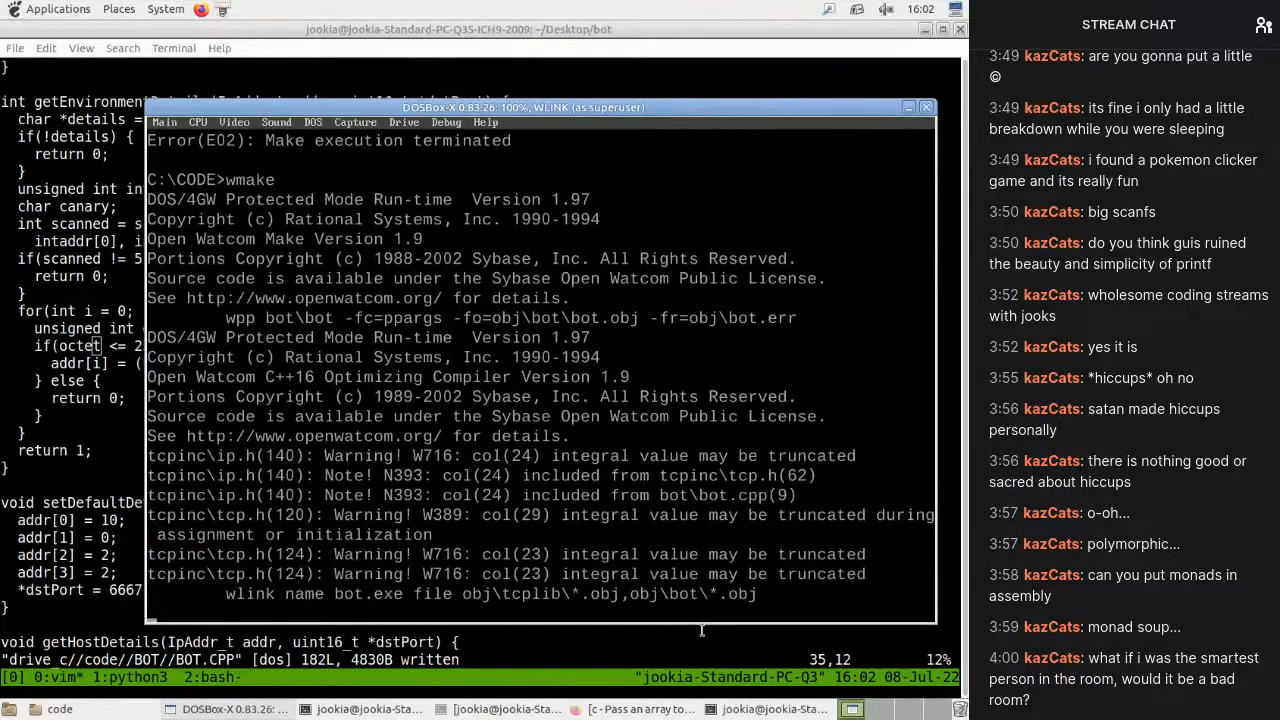 Applications Places System 16:02
jookia@jookia-Standard-PC-Q35-ICH9-2009: ~/Desktop/bot
File Edit View Search Terminal Help
}
int getEnvironmen
char *details =
if(!details) {
return 0;
}
unsigned int in
char canary;
int scanned = s
intaddr[0], i
if(scanned != 5
return 0;
}
for(int i = 0;
unsigned int
if(octet <= 2
addr[i] = (
} else {
return 0;
}
}
return 1;
}
void setDefaultDe
addr[0] = 10;
addr[1] = 0;
addr[2] = 2;
addr[3] = 2;
*dstPort = 6667
}
void getHostDetails(IpAddr_t addr, uint16_t *dstPort) {
"drive_c//code//BOT//BOT.CPP" [dos] 182L, 4830B written 35,12 12%
[0] 0:vim* 1:python3 2:bash- "jookia-Standard-PC-Q3" 16:02 08-Jul-22
DOSBox-X 0.83.26: 100%, WLINK (as superuser)
Main CPU Video Sound DOS Capture Drive Debug Help
Error(E02): Make execution terminated
C:\CODE>wmake
DOS/4GW Protected Mode Run-time Version 1.97
Copyright (c) Rational Systems, Inc. 1990-1994
Open Watcom Make Version 1.9
Portions Copyright (c) 1988-2002 Sybase, Inc. All Rights Reserved.
Source code is available under the Sybase Open Watcom Public License.
See http://www.openwatcom.org/ for details.
wpp bot\bot -fc=ppargs -fo=obj\bot\bot.obj -fr=obj\bot.err
DOS/4GW Protected Mode Run-time Version 1.97
Copyright (c) Rational Systems, Inc. 1990-1994
Open Watcom C++16 Optimizing Compiler Version 1.9
Portions Copyright (c) 1989-2002 Sybase, Inc. All Rights Reserved.
Source code is available under the Sybase Open Watcom Public License.
See http://www.openwatcom.org/ for details.
tcpinc\ip.h(140): Warning! W716: col(24) integral value may be truncated
tcpinc\ip.h(140): Note! N393: col(24) included from tcpinc\tcp.h(62)
tcpinc\ip.h(140): Note! N393: col(24) included from bot\bot.cpp(9)
tcpinc\tcp.h(120): Warning! W389: col(29) integral value may be truncated during
assignment or initialization
tcpinc\tcp.h(124): Warning! W716: col(23) integral value may be truncated
tcpinc\tcp.h(124): Warning! W716: col(23) integral value may be truncated
wlink name bot.exe file obj\tcplib\*.obj,obj\bot\*.obj
code DOSBox-X 0.83.26: ... jookia@jookia-Sta... [jookia@jookia-Sta... [c - Pass an array to... jookia@jookia-Sta...
STREAM CHAT
3:49 kazCats: are you gonna put a little
©
3:49 kazCats: its fine i only had a little
breakdown while you were sleeping
3:49 kazCats: i found a pokemon clicker
game and its really fun
3:50 kazCats: big scanfs
3:50 kazCats: do you think guis ruined
the beauty and simplicity of printf
3:52 kazCats: wholesome coding streams
with jooks
3:52 kazCats: yes it is
3:55 kazCats: *hiccups* oh no
3:56 kazCats: satan made hiccups
personally
3:56 kazCats: there is nothing good or
sacred about hiccups
3:57 kazCats: o-oh...
3:57 kazCats: polymorphic...
3:58 kazCats: can you put monads in
assembly
3:59 kazCats: monad soup...
4:00 kazCats: what if i was the smartest
person in the room, would it be a bad
room?